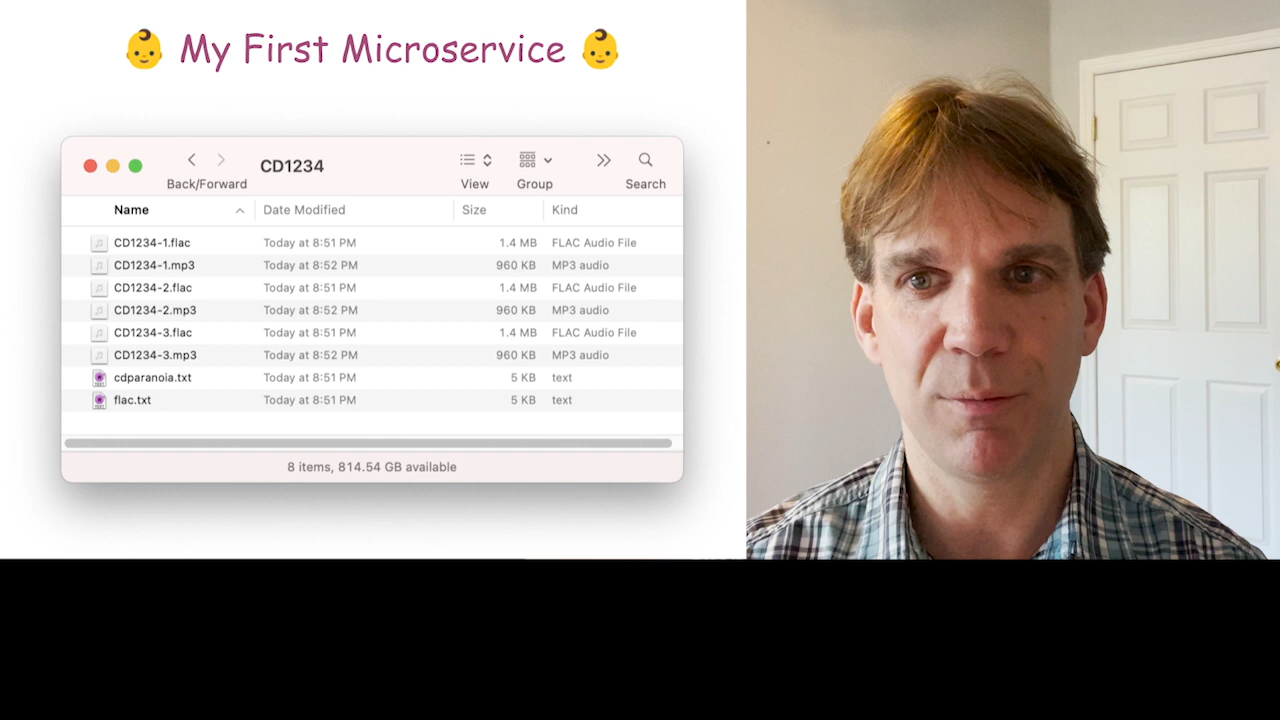 👶 My First Microservice 👶
CD1234
Back/Forward View Group Search
Name Date Modified Size Kind
CD1234-1.flac Today at 8:51 PM 1.4 MB FLAC Audio File
CD1234-1.mp3 Today at 8:52 PM 960 KB MP3 audio
CD1234-2.flac Today at 8:51 PM 1.4 MB FLAC Audio File
CD1234-2.mp3 Today at 8:52 PM 960 KB MP3 audio
CD1234-3.flac Today at 8:51 PM 1.4 MB FLAC Audio File
CD1234-3.mp3 Today at 8:52 PM 960 KB MP3 audio
cdparanoia.txt Today at 8:51 PM 5 KB text
flac.txt Today at 8:51 PM 5 KB text
8 items, 814.54 GB available